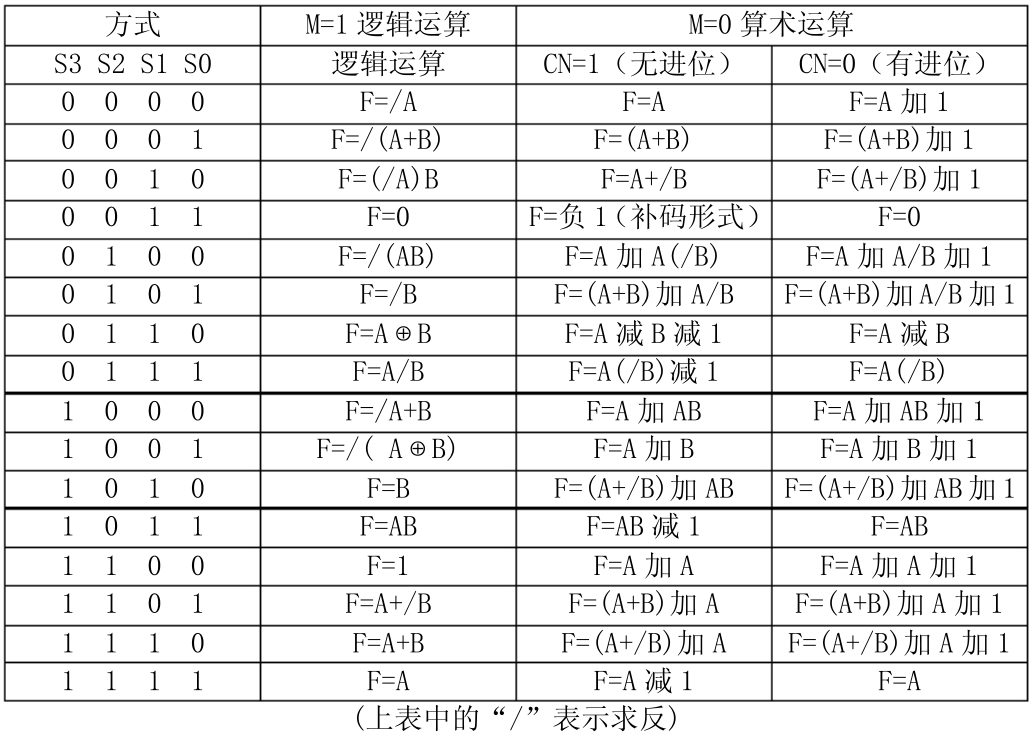 方式 M=1 逻辑运算 M=0 算术运算
S3 S2 S1 S0 逻辑运算 CN=1（无进位） CN=0（有进位）
0 0 0 0 F=/A F=A F=A 加 1
0 0 0 1 F=/(A+B) F=(A+B) F=(A+B)加 1
0 0 1 0 F=(/A)B F=A+/B F=(A+/B)加 1
0 0 1 1 F=0 F=负 1（补码形式） F=0
0 1 0 0 F=/(AB) F=A 加 A(/B) F=A 加 A/B 加 1
0 1 0 1 F=/B F=(A+B)加 A/B F=(A+B)加 A/B 加 1
0 1 1 0 F=A⊕B F=A 减 B 减 1 F=A 减 B
0 1 1 1 F=A/B F=A(/B)减 1 F=A(/B)
1 0 0 0 F=/A+B F=A 加 AB F=A 加 AB 加 1
1 0 0 1 F=/( A⊕B) F=A 加 B F=A 加 B 加 1
1 0 1 0 F=B F=(A+/B)加 AB F=(A+/B)加 AB 加 1
1 0 1 1 F=AB F=AB 减 1 F=AB
1 1 0 0 F=1 F=A 加 A F=A 加 A 加 1
1 1 0 1 F=A+/B F=(A+B)加 A F=(A+B)加 A 加 1
1 1 1 0 F=A+B F=(A+/B)加 A F=(A+/B)加 A 加 1
1 1 1 1 F=A F=A 减 1 F=A
(上表中的“/”表示求反)